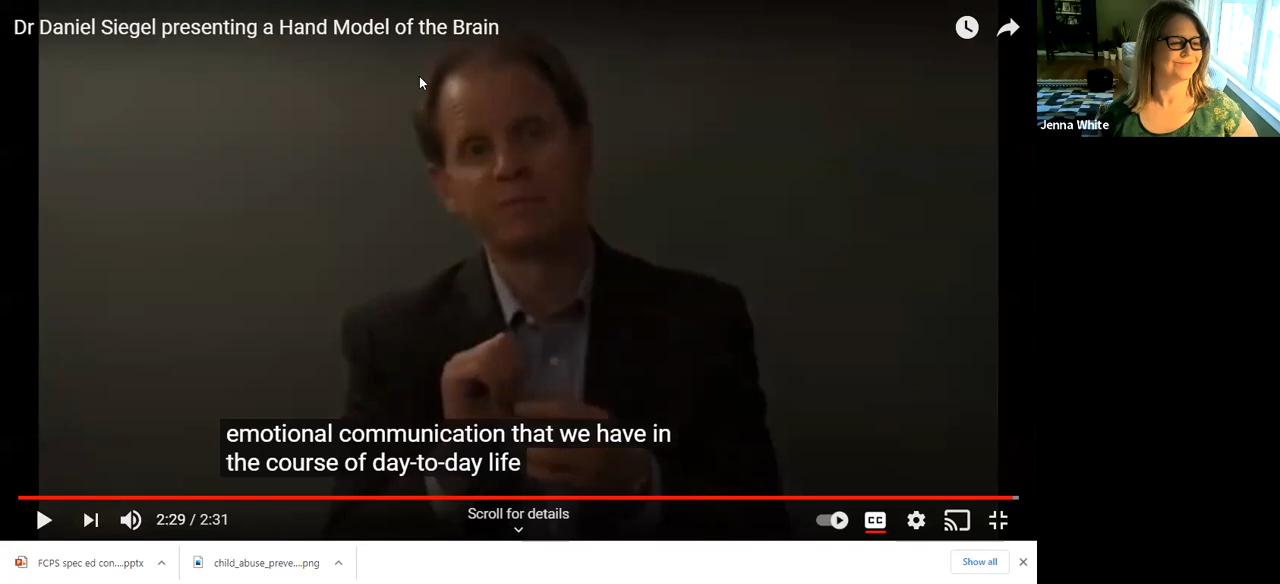 Dr Daniel Siegel presenting a Hand Model of the Brain
Jenna White
emotional communication that we have in
the course of day-to-day life
2:29 / 2:31
Scroll for details
CC
FCPS spec ed con....pptx
child_abuse_preve....png
Show all